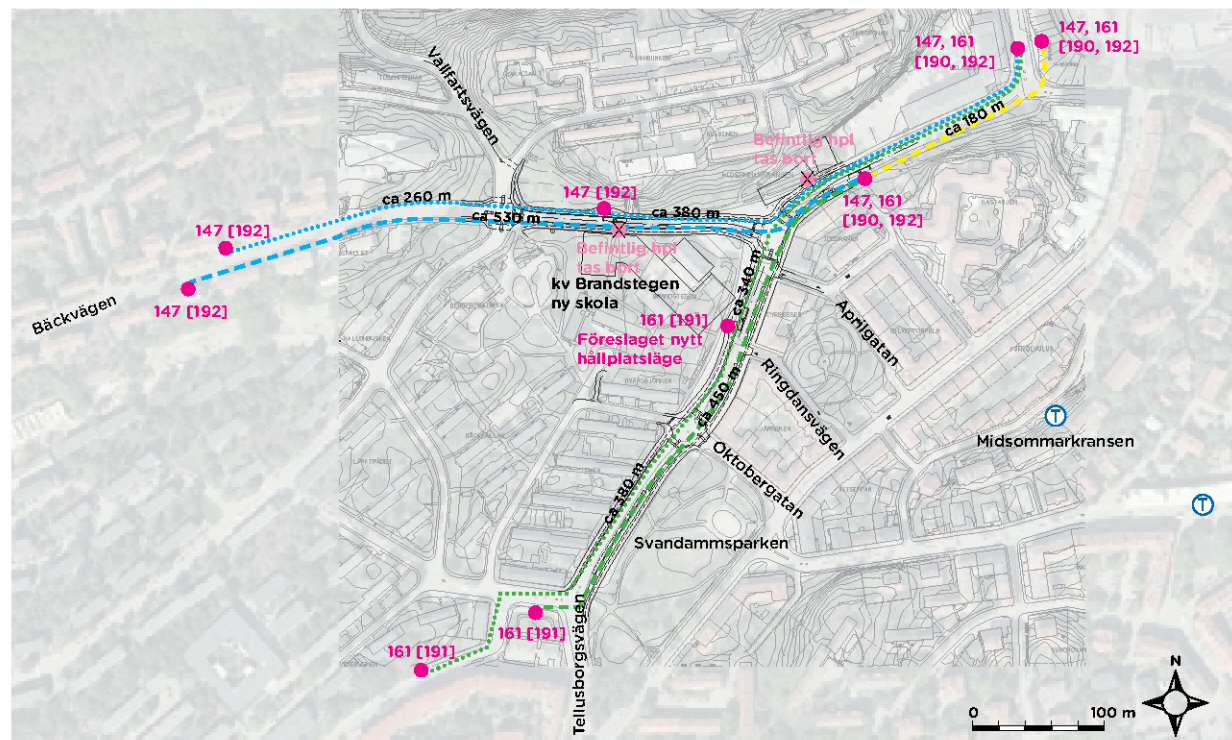 147, 161
[190, 192]
147, 161
[190, 192]
Vallfartsvägen
ca 180 m
Befintlig hpl
tas bort
ca 260 m
147 [192]
ca 380 m
147, 161
[190, 192]
ca 530 m
147 [192]
Befintlig hpl
tas bort
kv Brandstegen
ny skola
ca 340 m
147 [192]
Bäckvägen
161 [191]
Föreslaget nytt
hållplatsläge
Aprilgatan
Ringdansvägen
ca 450 m
Midsommarkransen
T
Oktobergatan
ca 380 m
T
Svandammsparken
161 [191]
161 [191]
Tellusborgsvägen
N
0
100 m